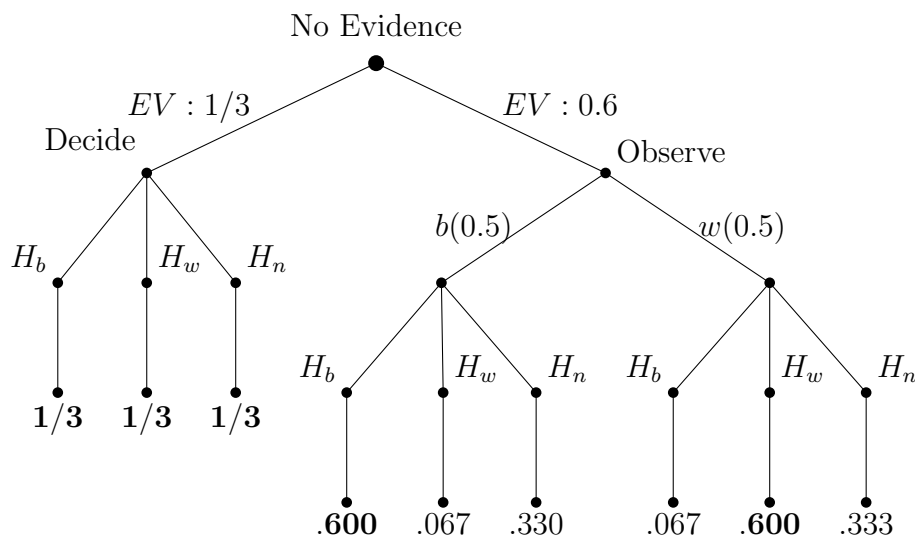 No Evidence
EV : 1/3
EV : 0.6
Decide
Observe
b(0.5)
w(0.5)
H_b
H_w
H_n
1/3
1/3
1/3
H_b
H_w
H_n
H_b
H_w
H_n
.600
.067
.330
.067
.600
.333